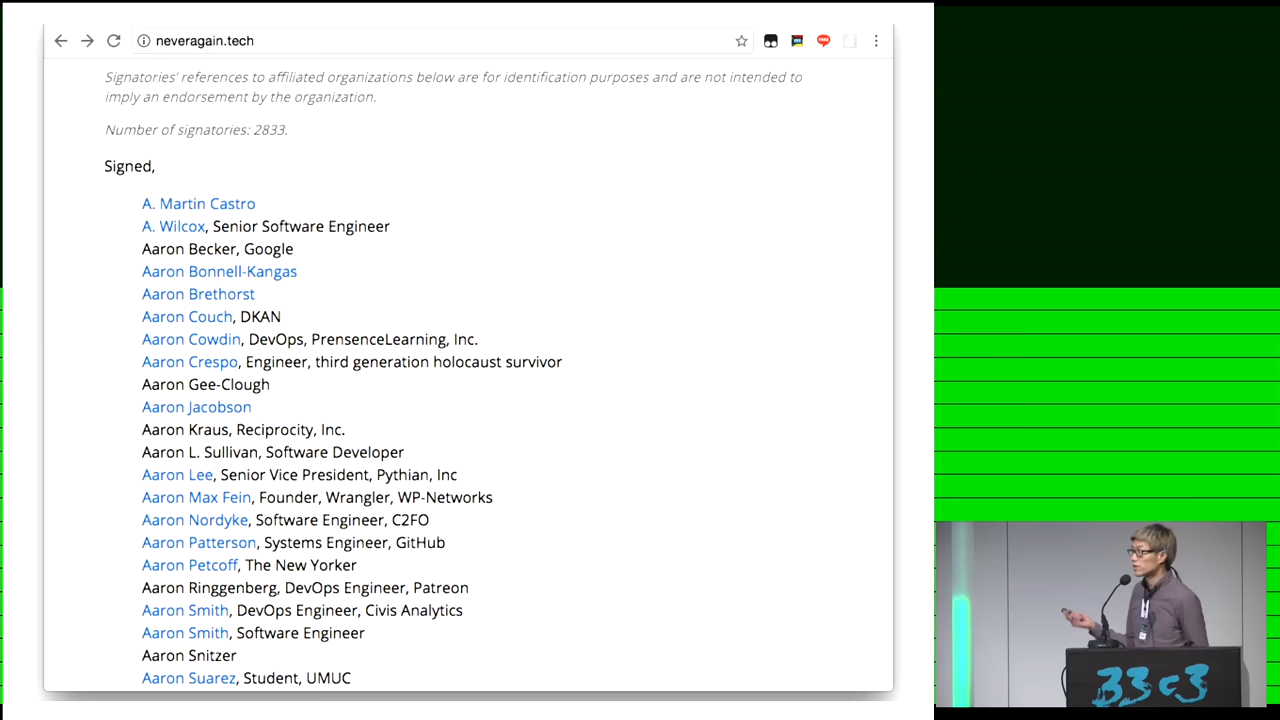 neveragain.tech
Signatories' references to affiliated organizations below are for identification purposes and are not intended to
imply an endorsement by the organization.
Number of signatories: 2833.
Signed,
A. Martin Castro
A. Wilcox, Senior Software Engineer
Aaron Becker, Google
Aaron Bonnell-Kangas
Aaron Brethorst
Aaron Couch, DKAN
Aaron Cowdin, DevOps, PrensenceLearning, Inc.
Aaron Crespo, Engineer, third generation holocaust survivor
Aaron Gee-Clough
Aaron Jacobson
Aaron Kraus, Reciprocity, Inc.
Aaron L. Sullivan, Software Developer
Aaron Lee, Senior Vice President, Pythian, Inc
Aaron Max Fein, Founder, Wrangler, WP-Networks
Aaron Nordyke, Software Engineer, C2FO
Aaron Patterson, Systems Engineer, GitHub
Aaron Petcoff, The New Yorker
Aaron Ringgenberg, DevOps Engineer, Patreon
Aaron Smith, DevOps Engineer, Civis Analytics
Aaron Smith, Software Engineer
Aaron Snitzer
Aaron Suarez, Student, UMUC
33c3